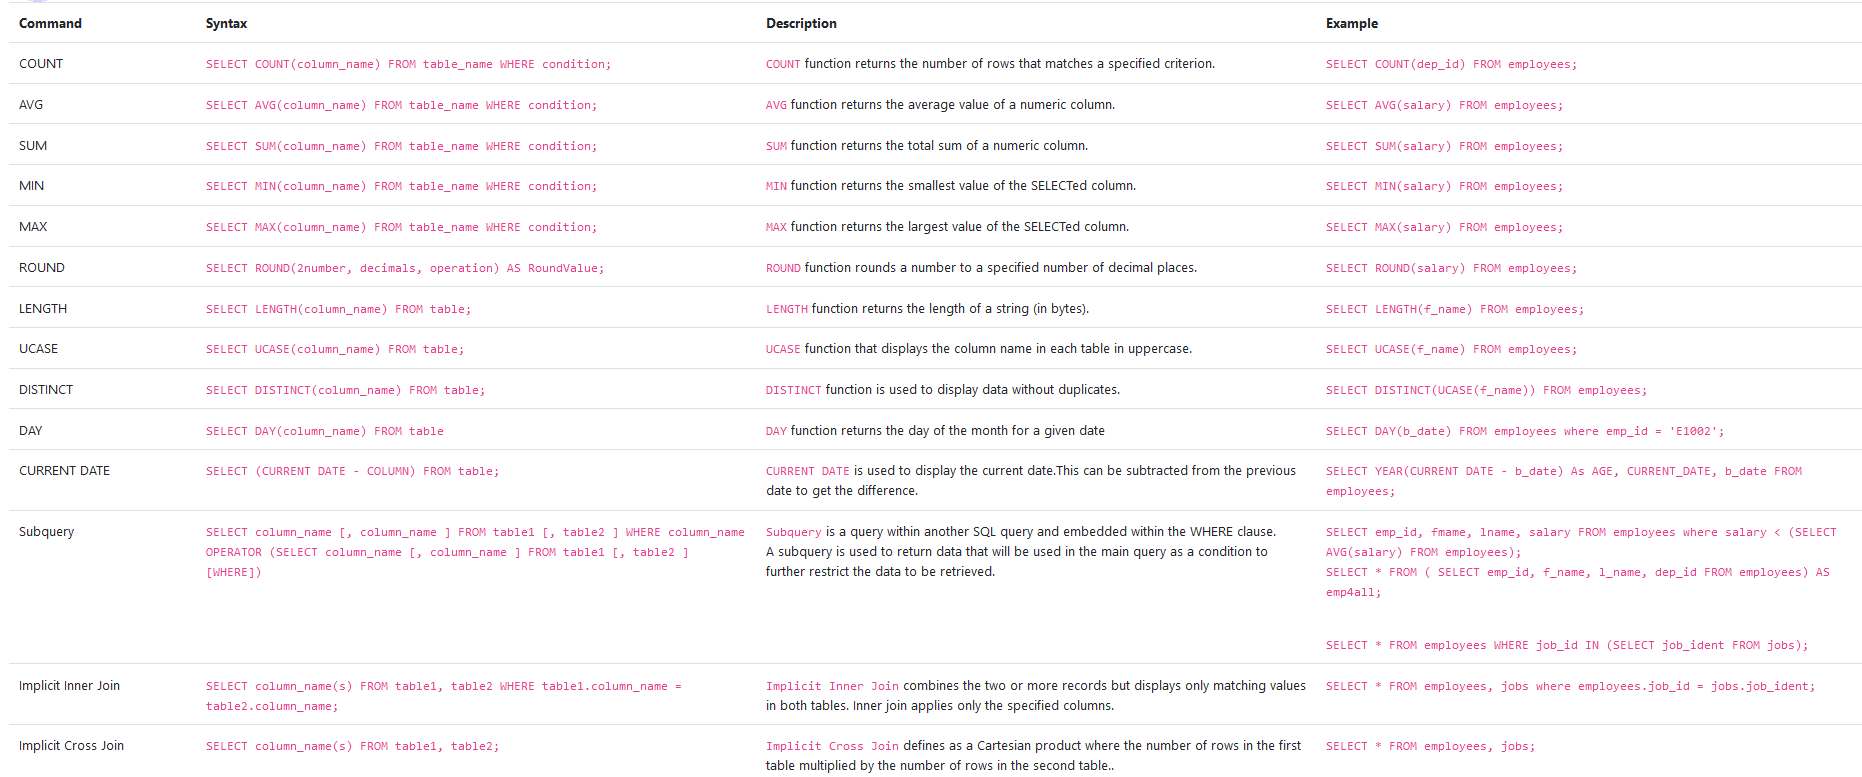 Command Syntax Description Example
COUNT SELECT COUNT(column_name) FROM table_name WHERE condition; COUNT function returns the number of rows that matches a specified criterion. SELECT COUNT(dep_id) FROM employees;
AVG SELECT AVG(column_name) FROM table_name WHERE condition; AVG function returns the average value of a numeric column. SELECT AVG(salary) FROM employees;
SUM SELECT SUM(column_name) FROM table_name WHERE condition; SUM function returns the total sum of a numeric column. SELECT SUM(salary) FROM employees;
MIN SELECT MIN(column_name) FROM table_name WHERE condition; MIN function returns the smallest value of the SELECTed column. SELECT MIN(salary) FROM employees;
MAX SELECT MAX(column_name) FROM table_name WHERE condition; MAX function returns the largest value of the SELECTed column. SELECT MAX(salary) FROM employees;
ROUND SELECT ROUND(2number, decimals, operation) AS RoundValue; ROUND function rounds a number to a specified number of decimal places. SELECT ROUND(salary) FROM employees;
LENGTH SELECT LENGTH(column_name) FROM table; LENGTH function returns the length of a string (in bytes). SELECT LENGTH(f_name) FROM employees;
UCASE SELECT UCASE(column_name) FROM table; UCASE function that displays the column name in each table in uppercase. SELECT UCASE(f_name) FROM employees;
DISTINCT SELECT DISTINCT(column_name) FROM table; DISTINCT function is used to display data without duplicates. SELECT DISTINCT(UCASE(f_name)) FROM employees;
DAY SELECT DAY(column_name) FROM table DAY function returns the day of the month for a given date SELECT DAY(b_date) FROM employees where emp_id = 'E1002';
CURRENT DATE SELECT (CURRENT DATE - COLUMN) FROM table; CURRENT DATE is used to display the current date.This can be subtracted from the previous SELECT YEAR(CURRENT DATE - b_date) As AGE, CURRENT_DATE, b_date FROM
date to get the difference. employees;
Subquery SELECT column_name [, column_name ] FROM table1 [, table2 ] WHERE column_name Subquery is a query within another SQL query and embedded within the WHERE clause. SELECT emp_id, fmame, lname, salary FROM employees where salary < (SELECT
OPERATOR (SELECT column_name [, column_name ] FROM table1 [, table2 ] A subquery is used to return data that will be used in the main query as a condition to AVG(salary) FROM employees);
[WHERE]) further restrict the data to be retrieved. SELECT * FROM ( SELECT emp_id, f_name, l_name, dep_id FROM employees) AS
emp4all;
SELECT * FROM employees WHERE job_id IN (SELECT job_ident FROM jobs);
Implicit Inner Join SELECT column_name(s) FROM table1, table2 WHERE table1.column_name = Implicit Inner Join combines the two or more records but displays only matching values SELECT * FROM employees, jobs where employees.job_id = jobs.job_ident;
table2.column_name; in both tables. Inner join applies only the specified columns.
Implicit Cross Join SELECT column_name(s) FROM table1, table2; Implicit Cross Join defines as a Cartesian product where the number of rows in the first SELECT * FROM employees, jobs;
table multiplied by the number of rows in the second table..